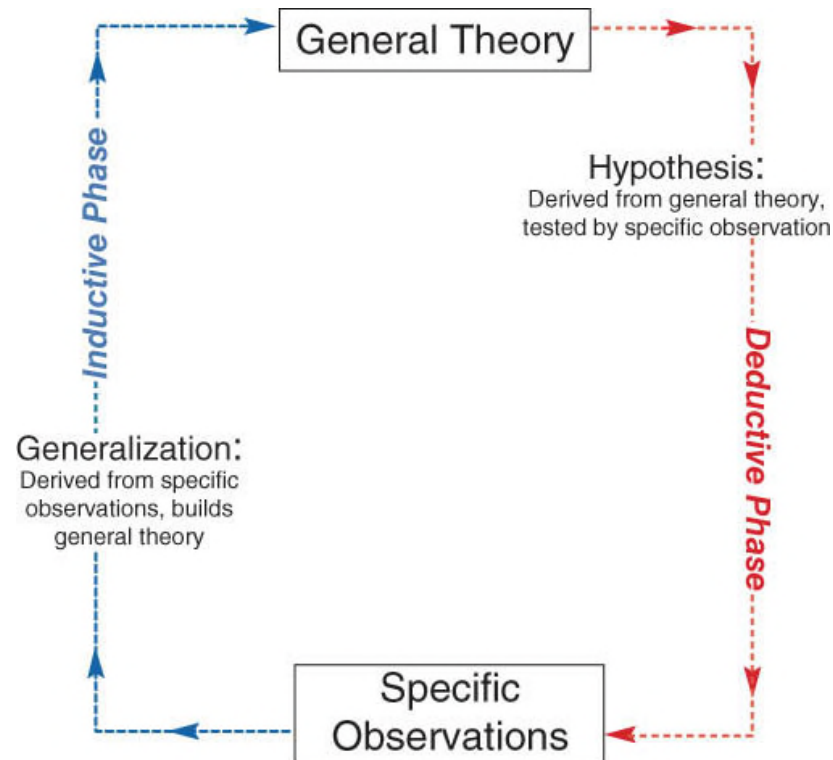 General Theory
Hypothesis:
Derived from general theory,
tested by specific observation
Inductive Phase
Deductive Phase
Generalization:
Derived from specific
observations, builds
general theory
Specific
Observations